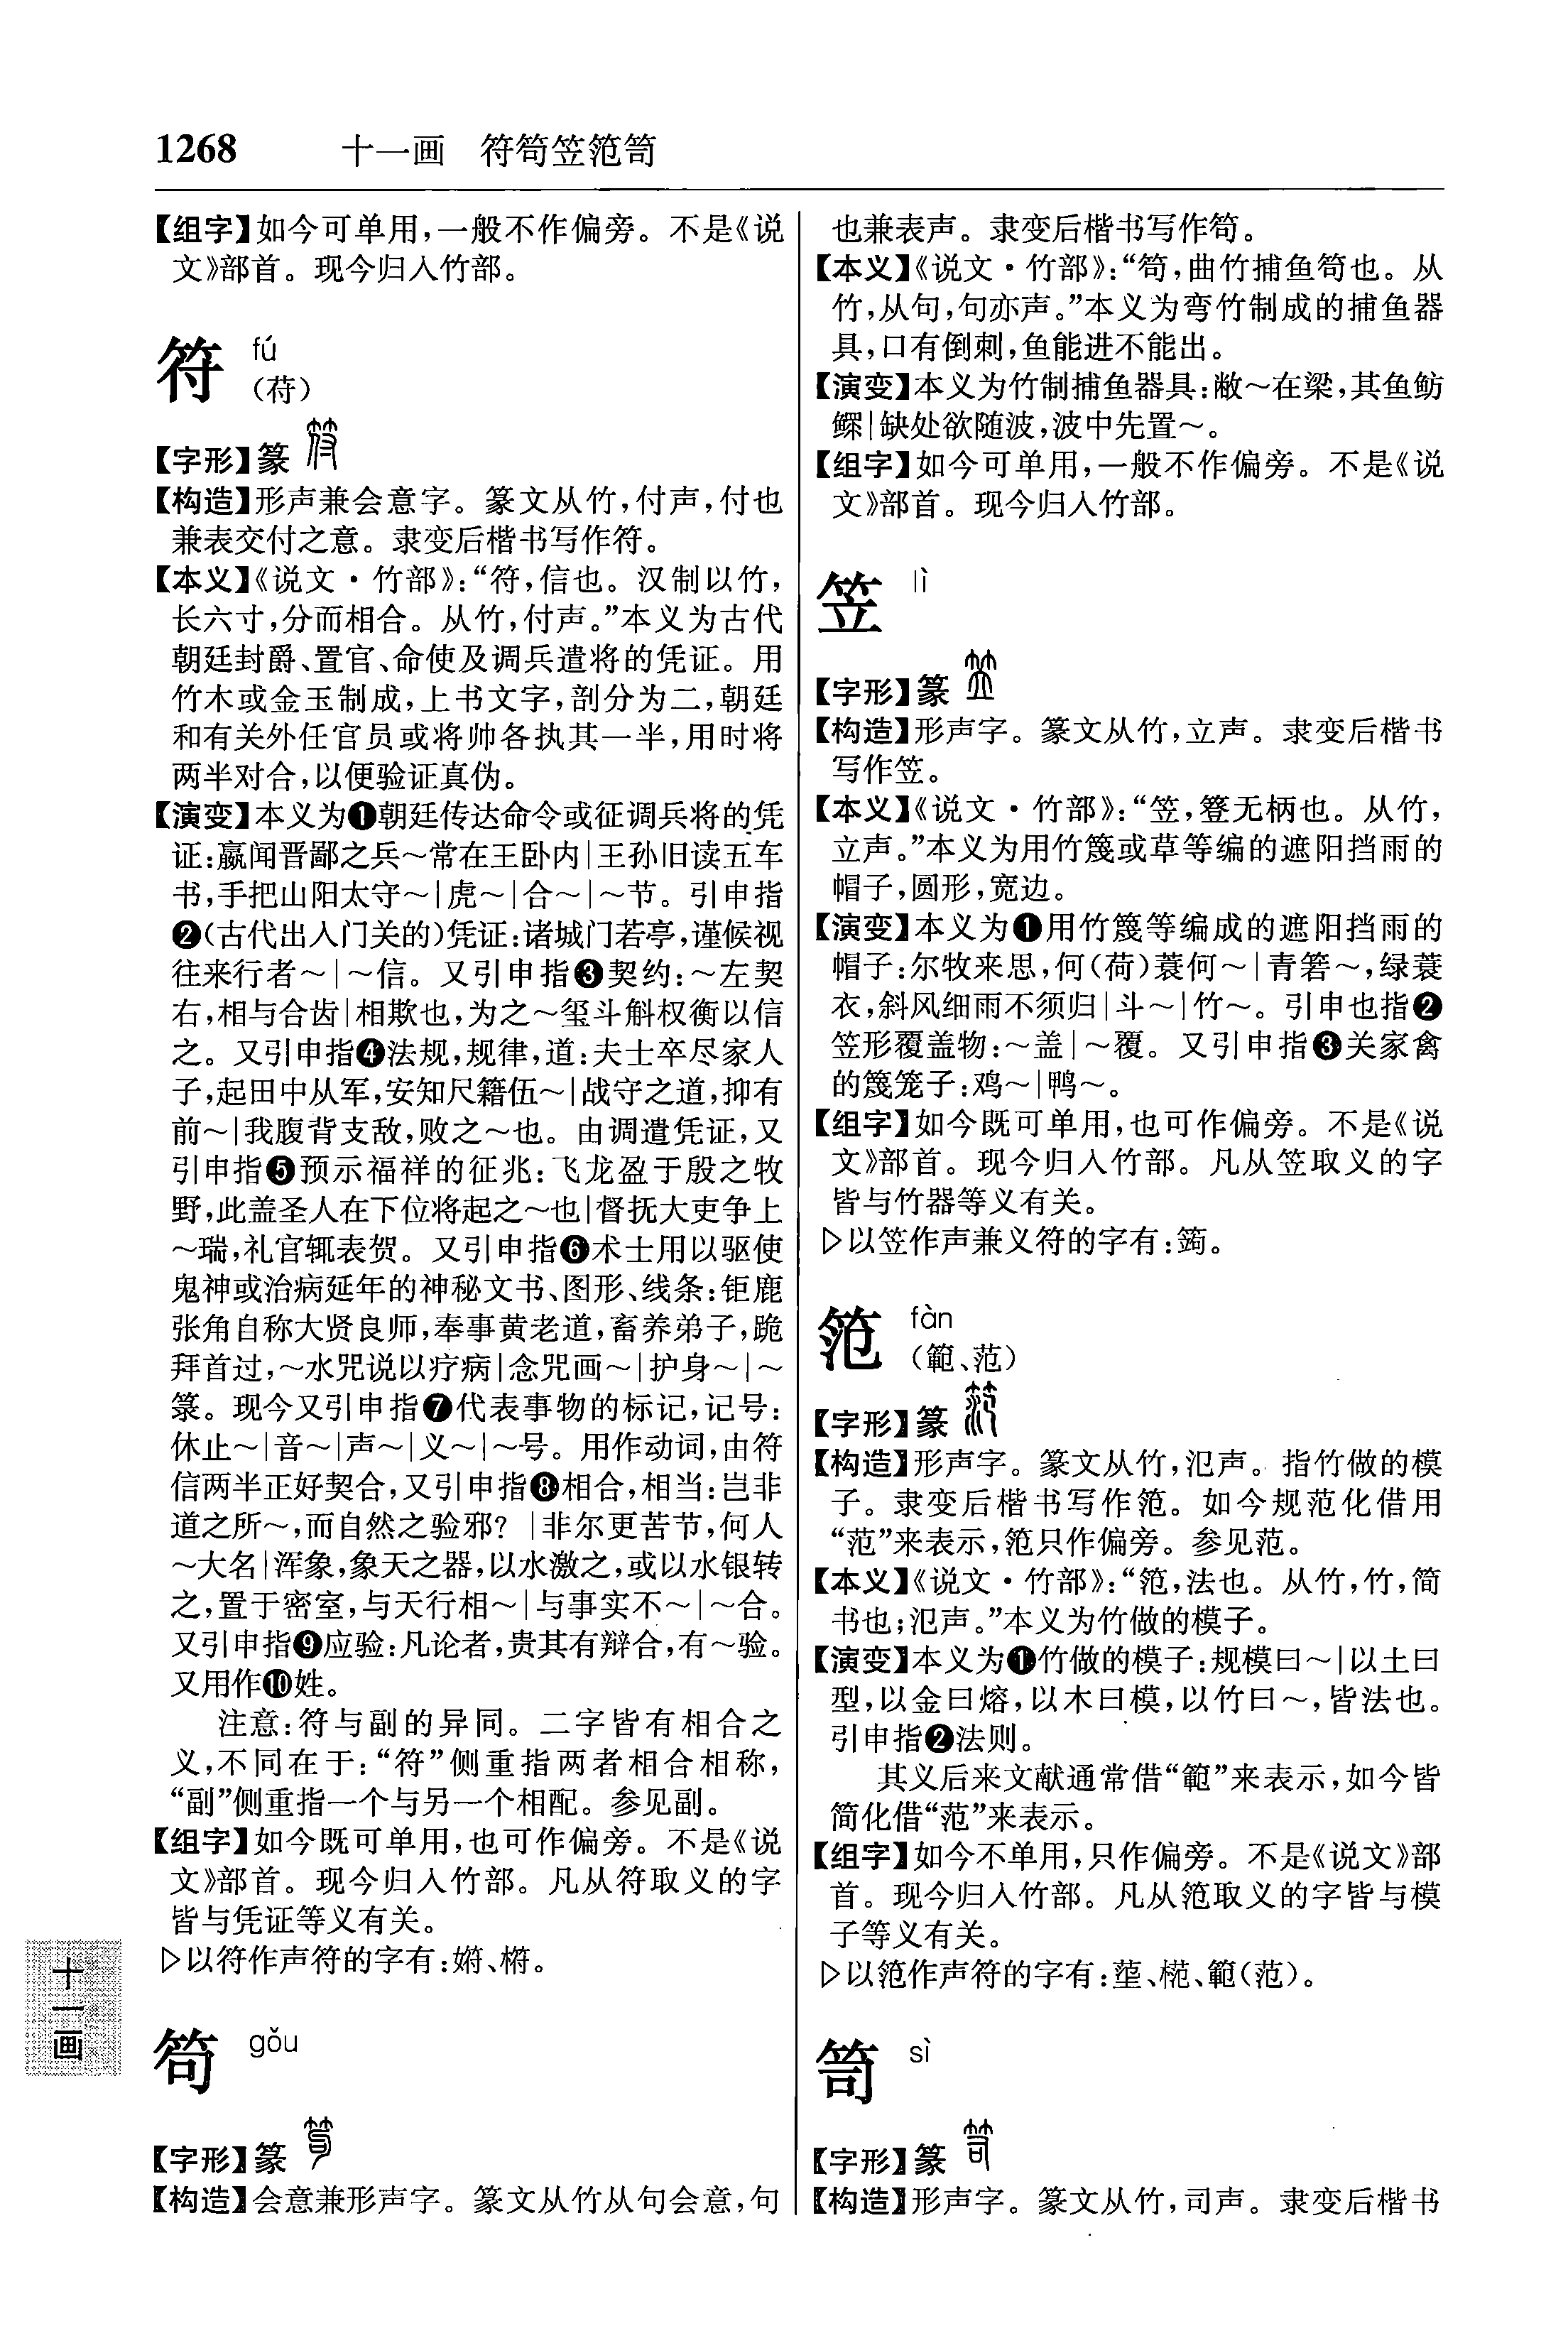 1268 十一画 符笱笠笵笥
【组字】如今可单用,一般不作偏旁。不是《说
文》部首。现今归入竹部。
符 fú
(苻)
【字形】篆
【构造】形声兼会意字。篆文从竹,付声,付也
兼表交付之意。隶变后楷书写作符。
【本义】《说文·竹部》:“符,信也。汉制以竹,
长六寸,分而相合。从竹,付声。”本义为古代
朝廷封爵、置官、命使及调兵遣将的凭证。用
竹木或金玉制成,上书文字,剖分为二,朝廷
和有关外任官员或将帅各执其一半,用时将
两半对合,以便验证真伪。
【演变】本义为❶朝廷传达命令或征调兵将的凭
证:嬴闻晋鄙之兵～常在王卧内|王孙旧读五车
书,手把山阳太守～|虎～|合～|～节。引申指
❷(古代出入门关的)凭证:诸城门若亭,谨候视
往来行者～|～信。又引申指❸契约:～左契
右,相与合齿|相欺也,为之～玺斗斛权衡以信
之。又引申指❹法规,规律,道:夫士卒尽家人
子,起田中从军,安知尺籍伍～|战守之道,抑有
前～|我腹背支敌,败之～也。由调遣凭证,又
引申指❺预示福祥的征兆:飞龙盈于殷之牧
野,此盖圣人在下位将起之～也|督抚大吏争上
～瑞,礼官辄表贺。又引申指❻术士用以驱使
鬼神或治病延年的神秘文书、图形、线条:钜鹿
张角自称大贤良师,奉事黄老道,畜养弟子,跪
拜首过,～水咒说以疗病|念咒画～|护身～|～
箓。现今又引申指❼代表事物的标记,记号:
休止～|音～|声～|义～|～号。用作动词,由符
信两半正好契合,又引申指❽相合,相当:岂非
道之所～,而自然之验邪? |非尔更苦节,何人
～大名|浑象,象天之器,以水激之,或以水银转
之,置于密室,与天行相～|与事实不～|～合。
又引申指❾应验:凡论者,贵其有辩合,有～验。
又用作❿姓。
注意:符与副的异同。二字皆有相合之
义,不同在于:“符”侧重指两者相合相称,
“副”侧重指一个与另一个相配。参见副。
【组字】如今既可单用,也可作偏旁。不是《说
文》部首。现今归入竹部。凡从符取义的字
皆与凭证等义有关。
▷以符作声符的字有:
笱 gǒu
【字形】篆
【构造】会意兼形声字。篆文从竹从句会意,句
也兼表声。隶变后楷书写作笱。
【本义】《说文·竹部》:“笱,曲竹捕鱼笱也。从
竹,从句,句亦声。”本义为弯竹制成的捕鱼器
具,口有倒刺,鱼能进不能出。
【演变】本义为竹制捕鱼器具:敝～在梁,其鱼鲂
鳏|缺处欲随波,波中先置～。
【组字】如今可单用,一般不作偏旁。不是《说
文》部首。现今归入竹部。
笠 lì
【字形】篆
【构造】形声字。篆文从竹,立声。隶变后楷书
写作笠。
【本义】《说文·竹部》:“笠,簦无柄也。从竹,
立声。”本义为用竹篾或草等编的遮阳挡雨的
帽子,圆形,宽边。
【演变】本义为❶用竹篾等编成的遮阳挡雨的
帽子:尔牧来思,何(荷)蓑何～|青箬～,绿蓑
衣,斜风细雨不须归|斗～|竹～。引申也指❷
笠形覆盖物:～盖|～覆。又引申指❸关家禽
的篾笼子:鸡～|鸭～。
【组字】如今既可单用,也可作偏旁。不是《说
文》部首。现今归入竹部。凡从笠取义的字
皆与竹器等义有关。
▷以笠作声兼义符的字有:
笵 fàn
(範、范)
【字形】篆
【构造】形声字。篆文从竹,氾声。指竹做的模
子。隶变后楷书写作笵。如今规范化借用
“范”来表示,笵只作偏旁。参见范。
【本义】《说文·竹部》:“笵,法也。从竹,竹,简
书也;氾声。”本义为竹做的模子。
【演变】本义为❶竹做的模子:规模曰～|以土曰
型,以金曰熔,以木曰模,以竹曰～,皆法也。
引申指❷法则。
其义后来文献通常借“範”来表示,如今皆
简化借“范”来表示。
【组字】如今不单用,只作偏旁。不是《说文》部
首。现今归入竹部。凡从笵取义的字皆与模
子等义有关。
▷以笵作声符的字有:範(范)。
笥 sì
【字形】篆
【构造】形声字。篆文从竹,司声。隶变后楷书
十一画